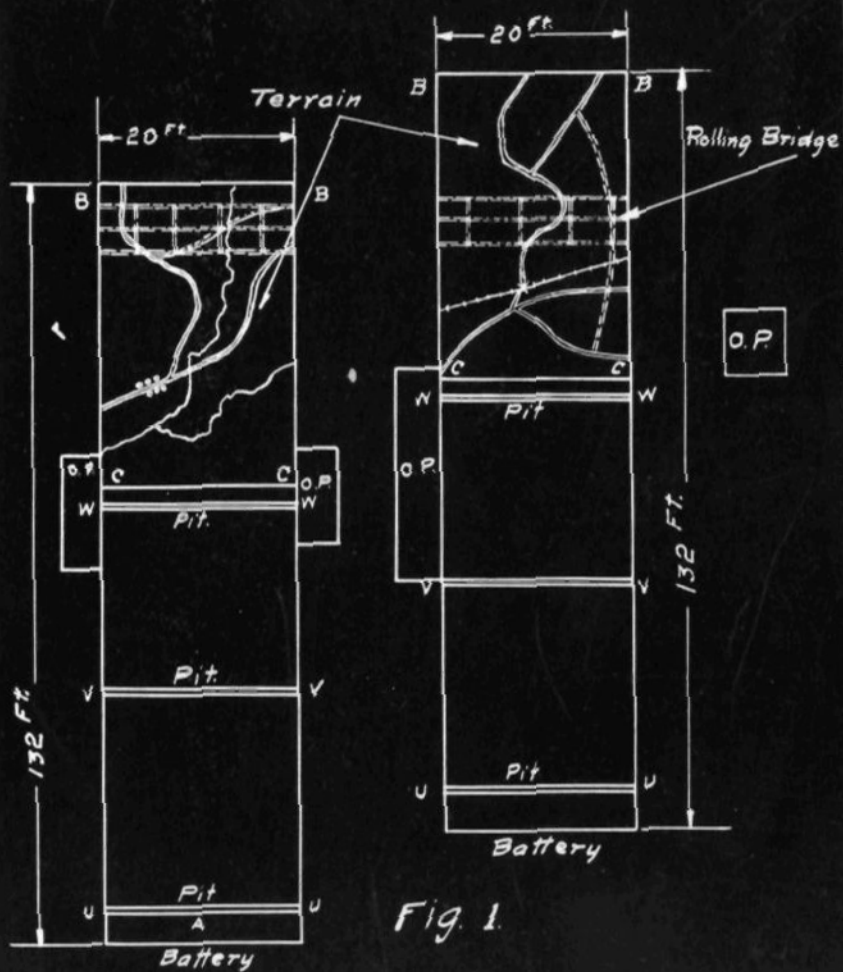 20 Ft.
B B
Terrain
Rolling Bridge
20 Ft.
B B
O.P.
C C
W W
Pit
O.P.
O.P. C C O.P.
W W
Pit.
V V
132 Ft.
Pit.
V V
132 Ft.
Pit
U U
Battery
Pit
U U
A
Battery
Fig. 1.